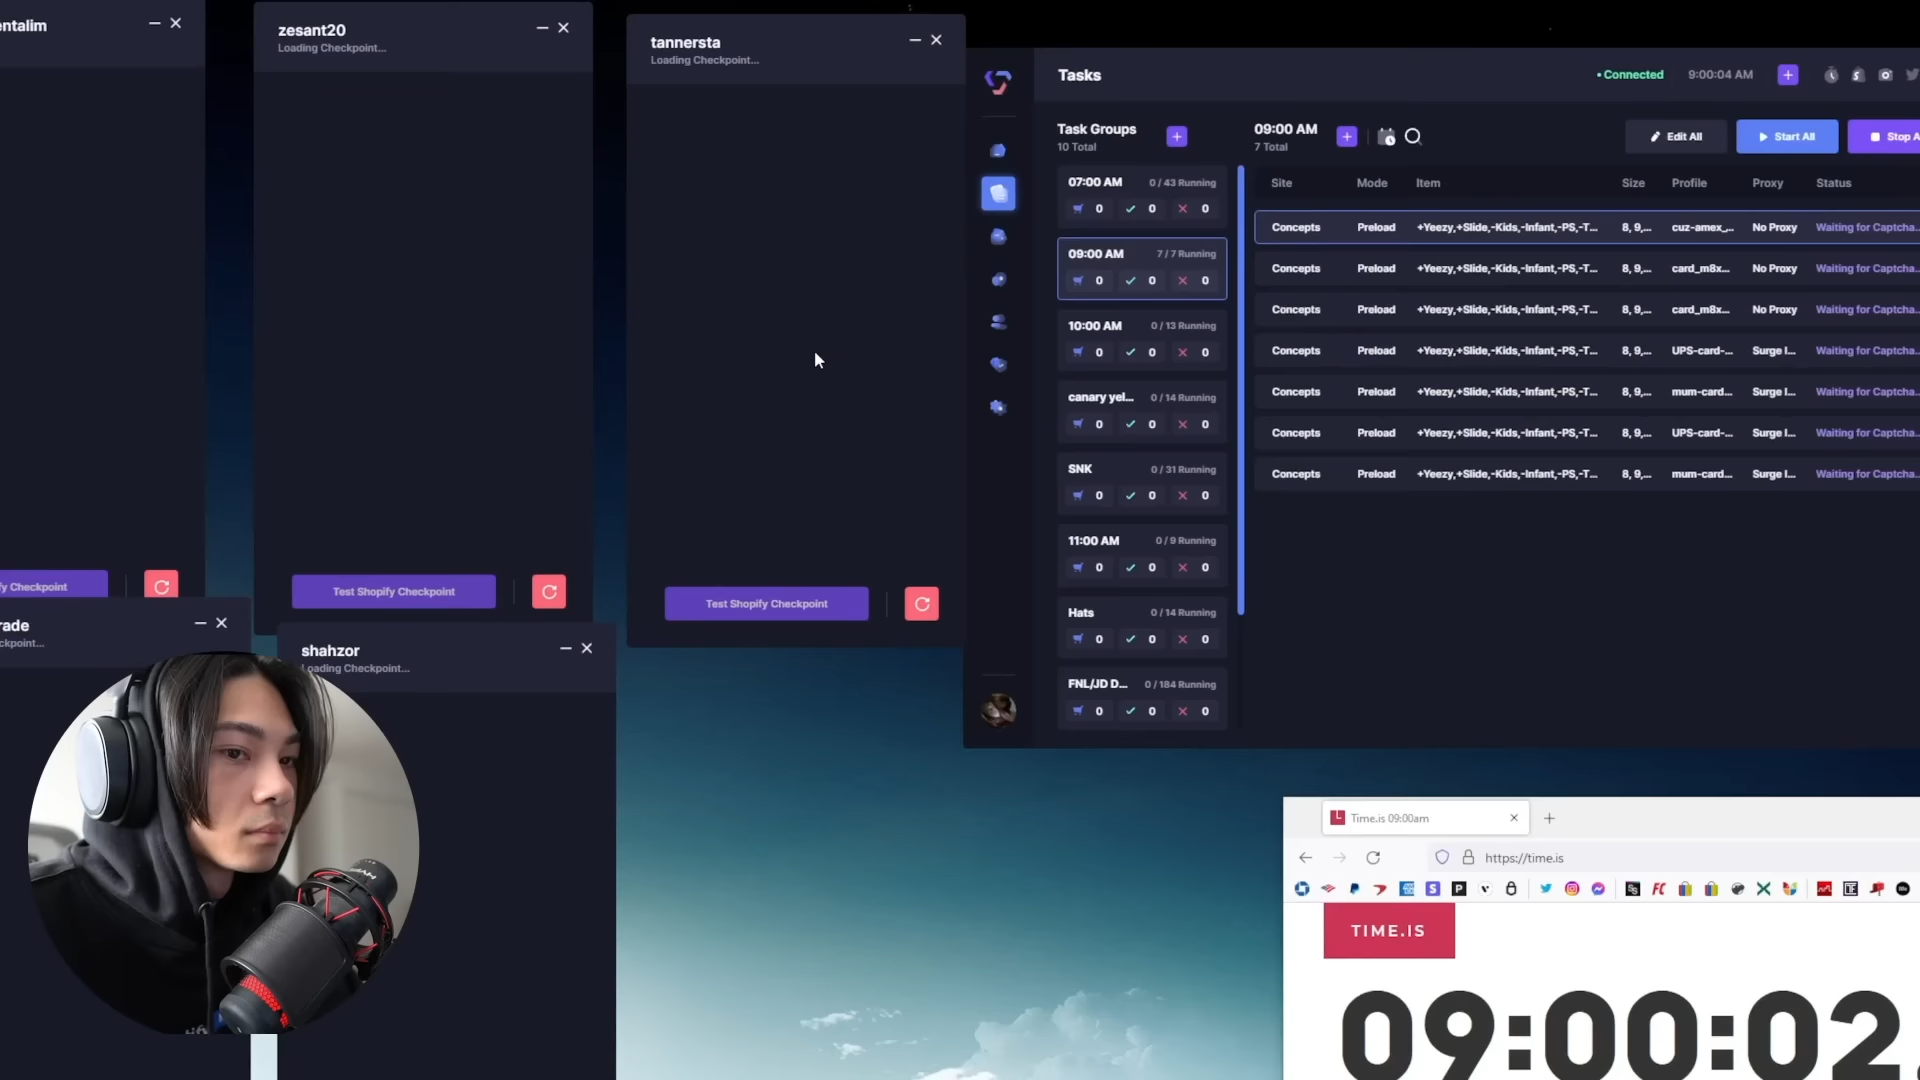 entalim
zesant20
Loading Checkpoint...
tannersta
Loading Checkpoint...
Test Shopify Checkpoint
Test Shopify Checkpoint
fy Checkpoint
rade
ckpoint...
shahzor
Loading Checkpoint...
Tasks
Connected
9:00:04 AM
Task Groups
10 Total
09:00 AM
7 Total
Edit All
Start All
Stop A
07:00 AM 0 / 43 Running
0 0 0
09:00 AM 7 / 7 Running
0 0 0
10:00 AM 0 / 13 Running
0 0 0
canary yel... 0 / 14 Running
0 0 0
SNK 0 / 31 Running
0 0 0
11:00 AM 0 / 9 Running
0 0 0
Hats 0 / 14 Running
0 0 0
FNL/JD D... 0 / 184 Running
0 0 0
Site Mode Item Size Profile Proxy Status
Concepts Preload +Yeezy,+Slide,-Kids,-Infant,-PS,-T... 8, 9,... cuz-amex_... No Proxy Waiting for Captcha...
Concepts Preload +Yeezy,+Slide,-Kids,-Infant,-PS,-T... 8, 9,... card_m8x... No Proxy Waiting for Captcha...
Concepts Preload +Yeezy,+Slide,-Kids,-Infant,-PS,-T... 8, 9,... card_m8x... No Proxy Waiting for Captcha...
Concepts Preload +Yeezy,+Slide,-Kids,-Infant,-PS,-T... 8, 9,... UPS-card-... Surge I... Waiting for Captcha...
Concepts Preload +Yeezy,+Slide,-Kids,-Infant,-PS,-T... 8, 9,... mum-card... Surge I... Waiting for Captcha...
Concepts Preload +Yeezy,+Slide,-Kids,-Infant,-PS,-T... 8, 9,... UPS-card-... Surge I... Waiting for Captcha...
Concepts Preload +Yeezy,+Slide,-Kids,-Infant,-PS,-T... 8, 9,... mum-card... Surge I... Waiting for Captcha...
Time.is 09:00am
https://time.is
TIME.IS
09:00:02